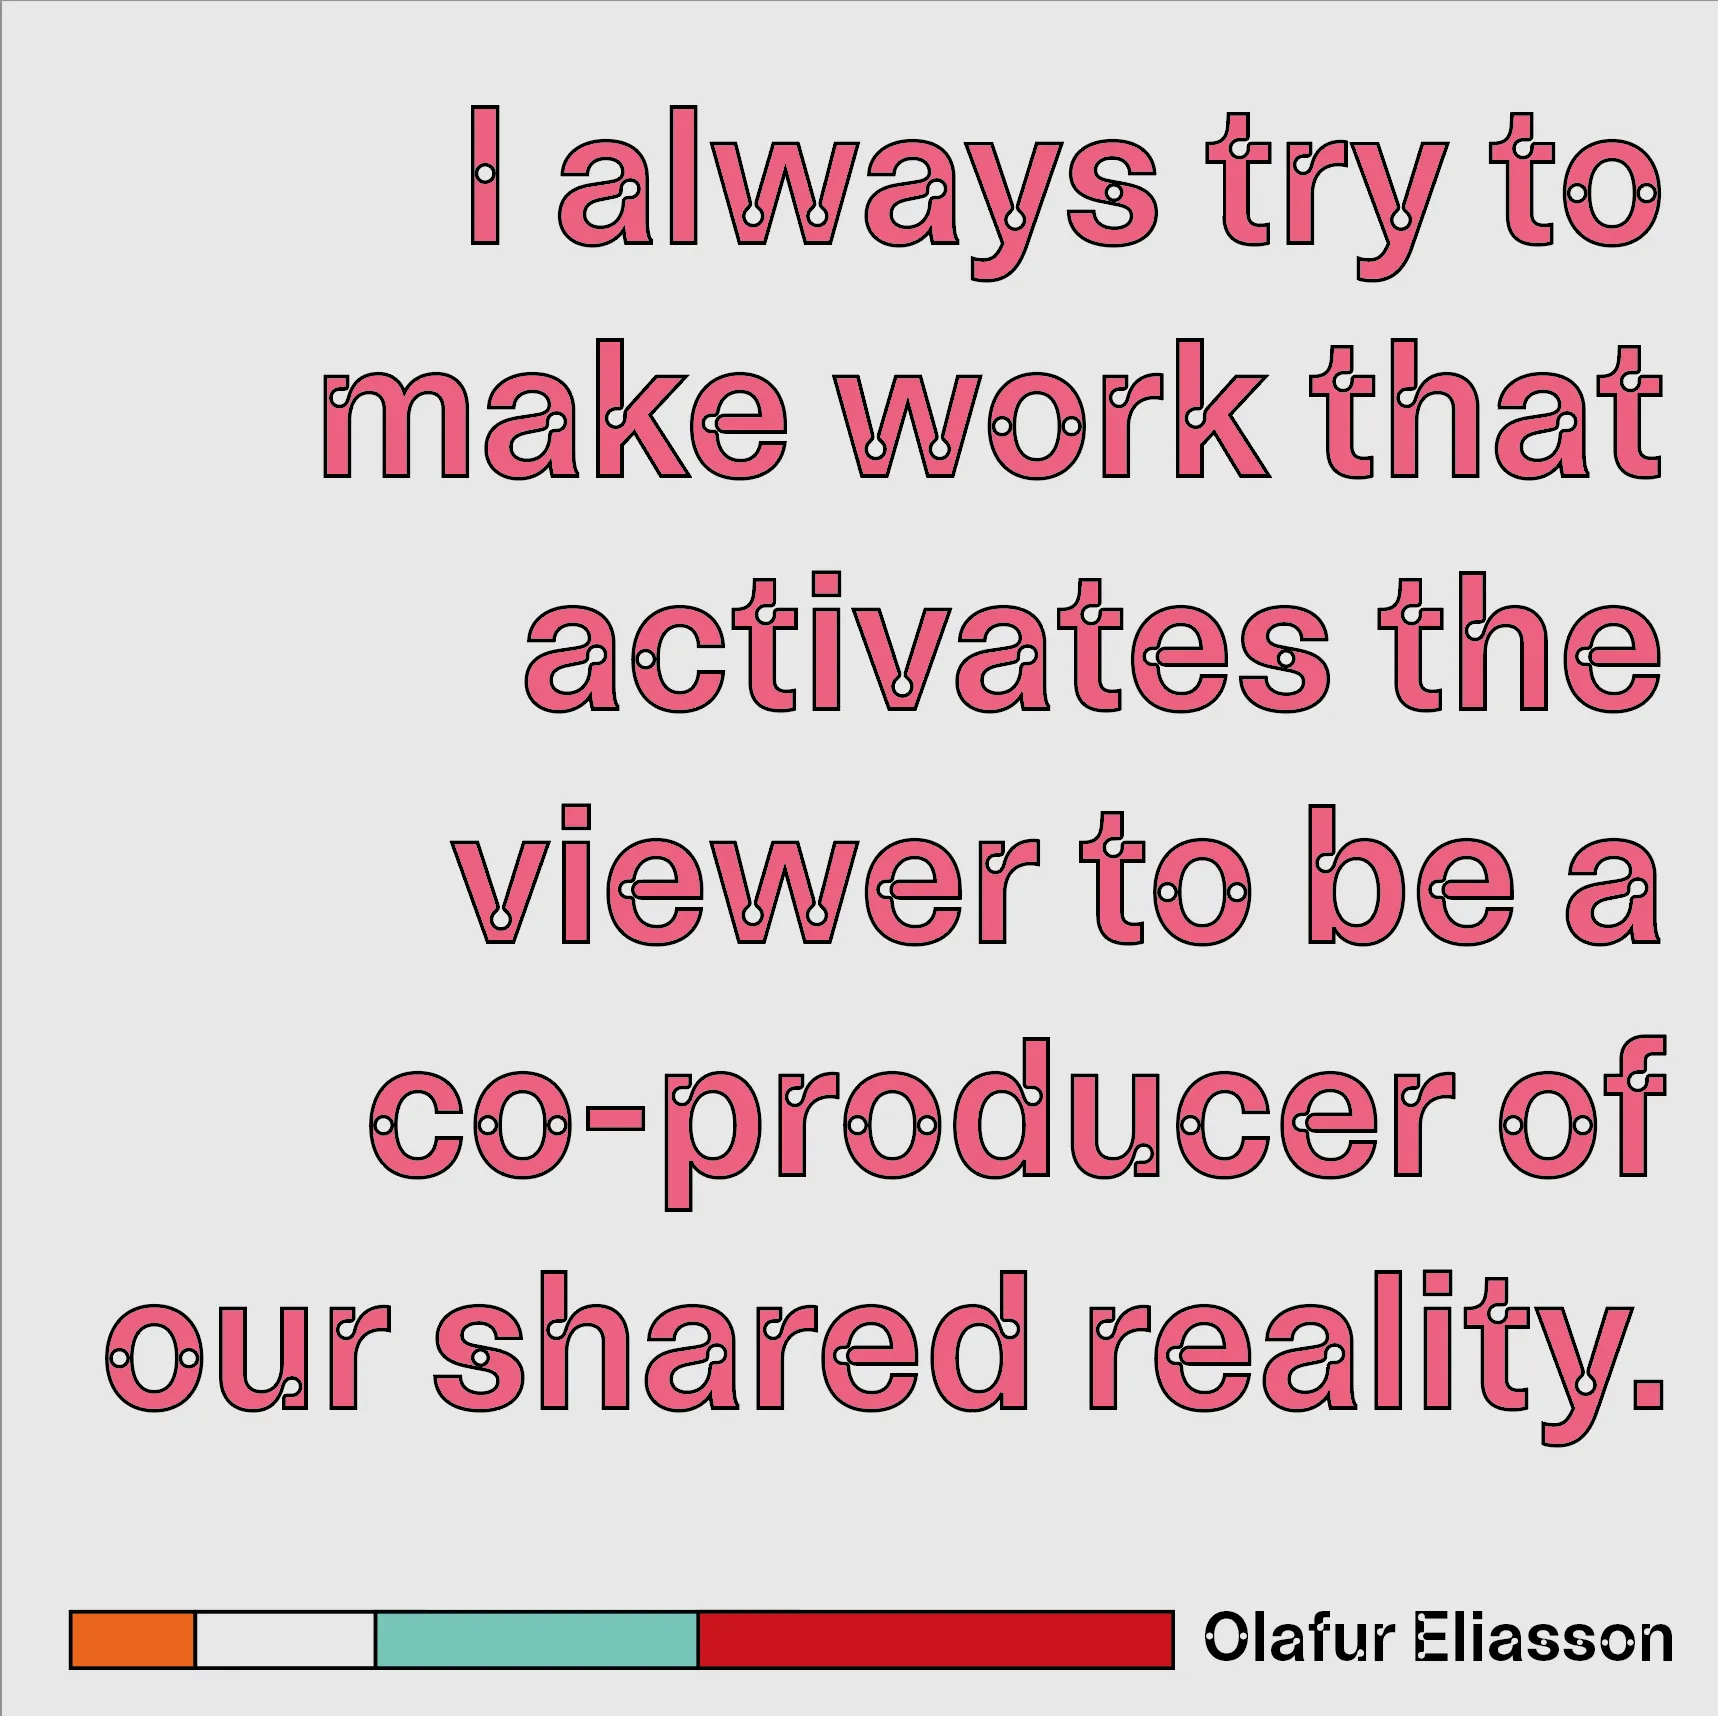 I always try to
make work that
activates the
viewer to be a
co-producer of
our shared reality.
Olafur Eliasson